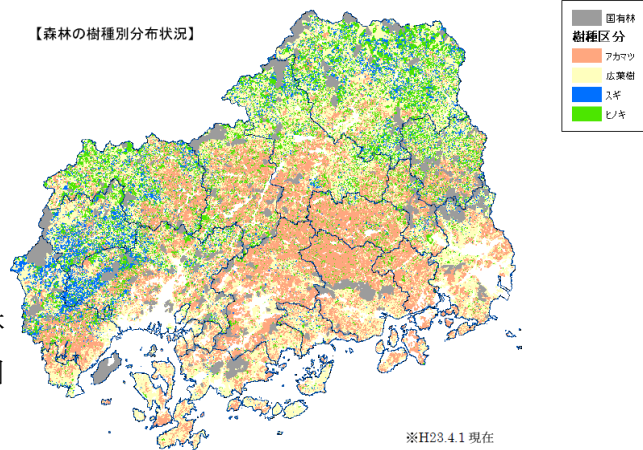 【森林の樹種別分布状況】
国有林
樹種区分
アカマツ
広葉樹
スギ
ヒノキ
※H23.4.1 現在